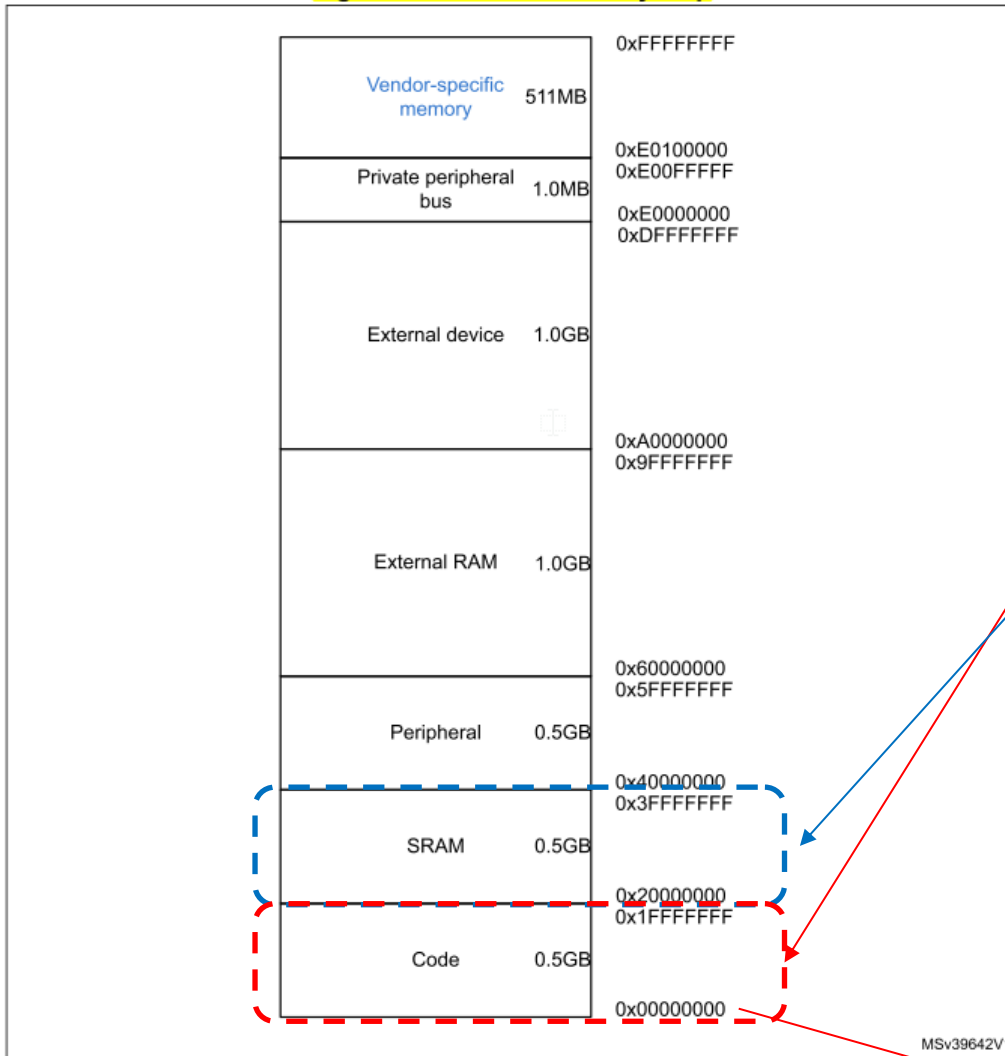 0xFFFFFFFF
Vendor-specific
memory
511MB
0xE0100000
0xE00FFFFF
Private peripheral
bus
1.0MB
0xE0000000
0xDFFFFFFF
External device
1.0GB
0xA0000000
0x9FFFFFFF
External RAM
1.0GB
0x60000000
0x5FFFFFFF
Peripheral
0.5GB
0x40000000
0x3FFFFFFF
SRAM
0.5GB
0x20000000
0x1FFFFFFF
Code
0.5GB
0x00000000
MSv39642V